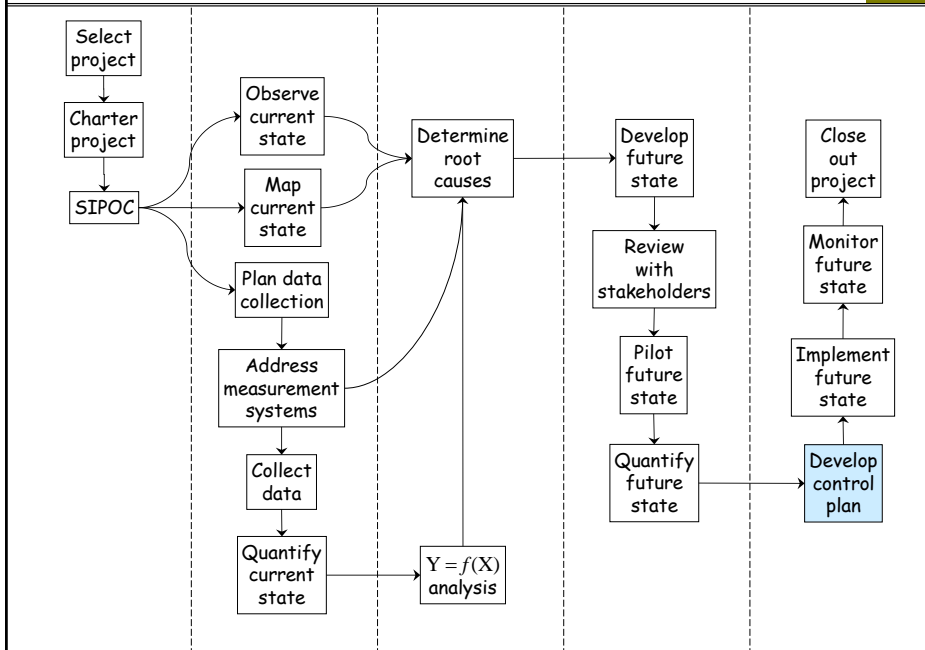 Select
project
Charter
project
SIPOC
Observe
current
state
Map
current
state
Plan data
collection
Address
measurement
systems
Collect
data
Quantify
current
state
Determine
root
causes
Y = f(X)
analysis
Develop
future
state
Review
with
stakeholders
Pilot
future
state
Quantify
future
state
Close
out
project
Monitor
future
state
Implement
future
state
Develop
control
plan